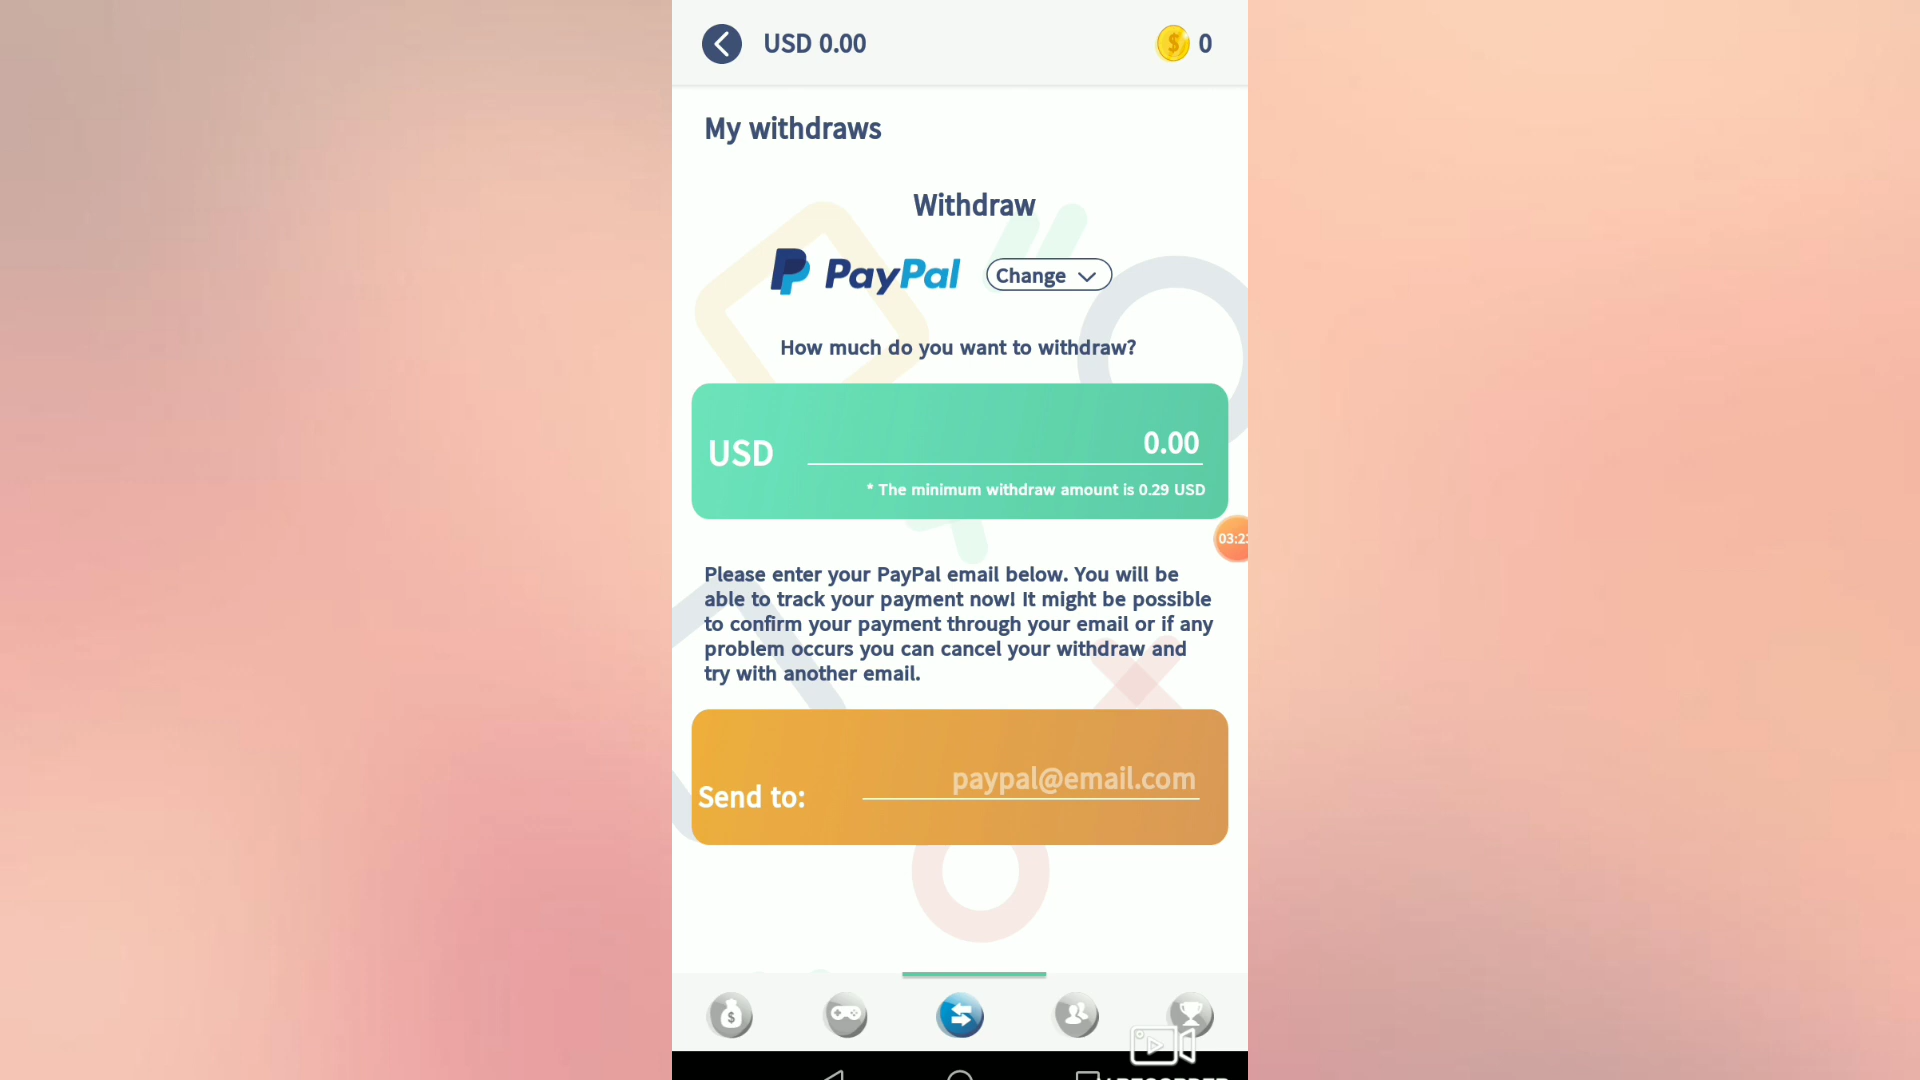 USD 0.00
0
My withdraws
Withdraw
PayPal
Change
How much do you want to withdraw?
USD
0.00
* The minimum withdraw amount is 0.29 USD
Please enter your PayPal email below. You will be
able to track your payment now! It might be possible
to confirm your payment through your email or if any
problem occurs you can cancel your withdraw and
try with another email.
Send to:
paypal@email.com